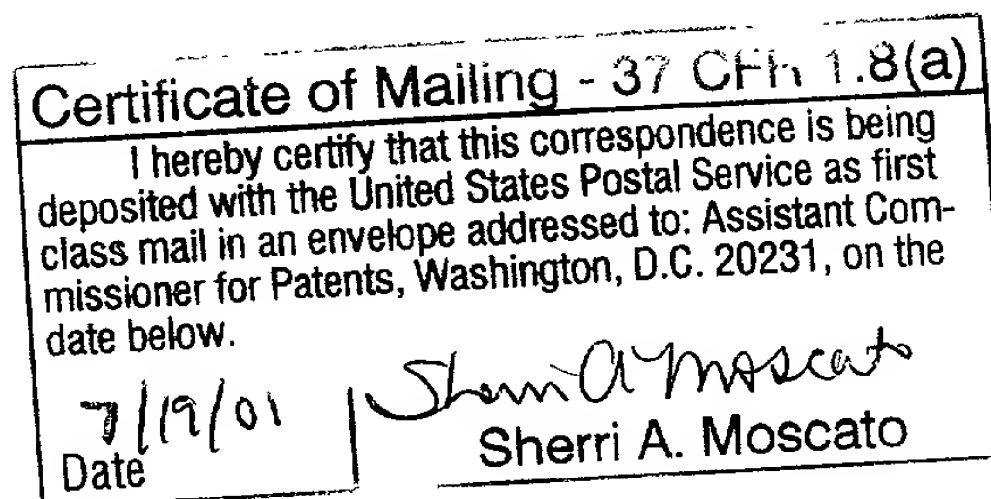 Certificate of Mailing - 37 CFR 1.8(a)
I hereby certify that this correspondence is being
deposited with the United States Postal Service as first
class mail in an envelope addressed to: Assistant Com-
missioner for Patents, Washington, D.C. 20231, on the
date below.
7/19/01 Sherri A Moscato
Date Sherri A. Moscato